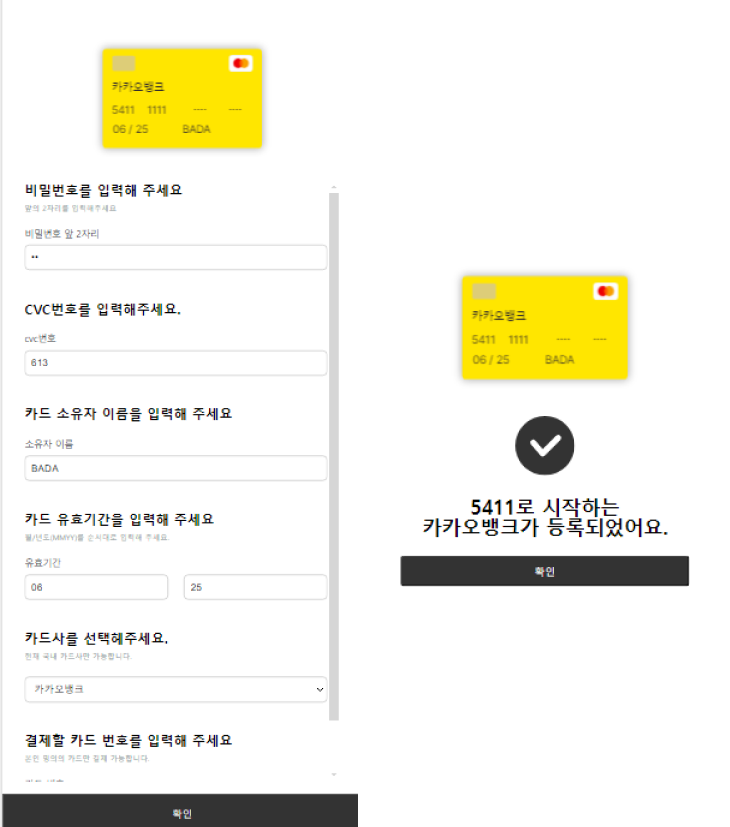 카카오뱅크
5411 1111 ---- ----
06 / 25 BADA
비밀번호를 입력해 주세요
앞의 2자리를 입력해주세요
비밀번호 앞 2자리
••
CVC번호를 입력해주세요.
cvc번호
613
카드 소유자 이름을 입력해 주세요
소유자 이름
BADA
카드 유효기간을 입력해 주세요
월/년도(MMYY)를 순서대로 입력해 주세요.
유효기간
06 25
카드사를 선택헤주세요.
현재 국내 카드사만 가능합니다.
카카오뱅크
결제할 카드 번호를 입력해 주세요
본인 명의의 카드만 결제 가능합니다.
확인
카카오뱅크
5411 1111 ---- ----
06 / 25 BADA
5411로 시작하는
카카오뱅크가 등록되었어요.
확인